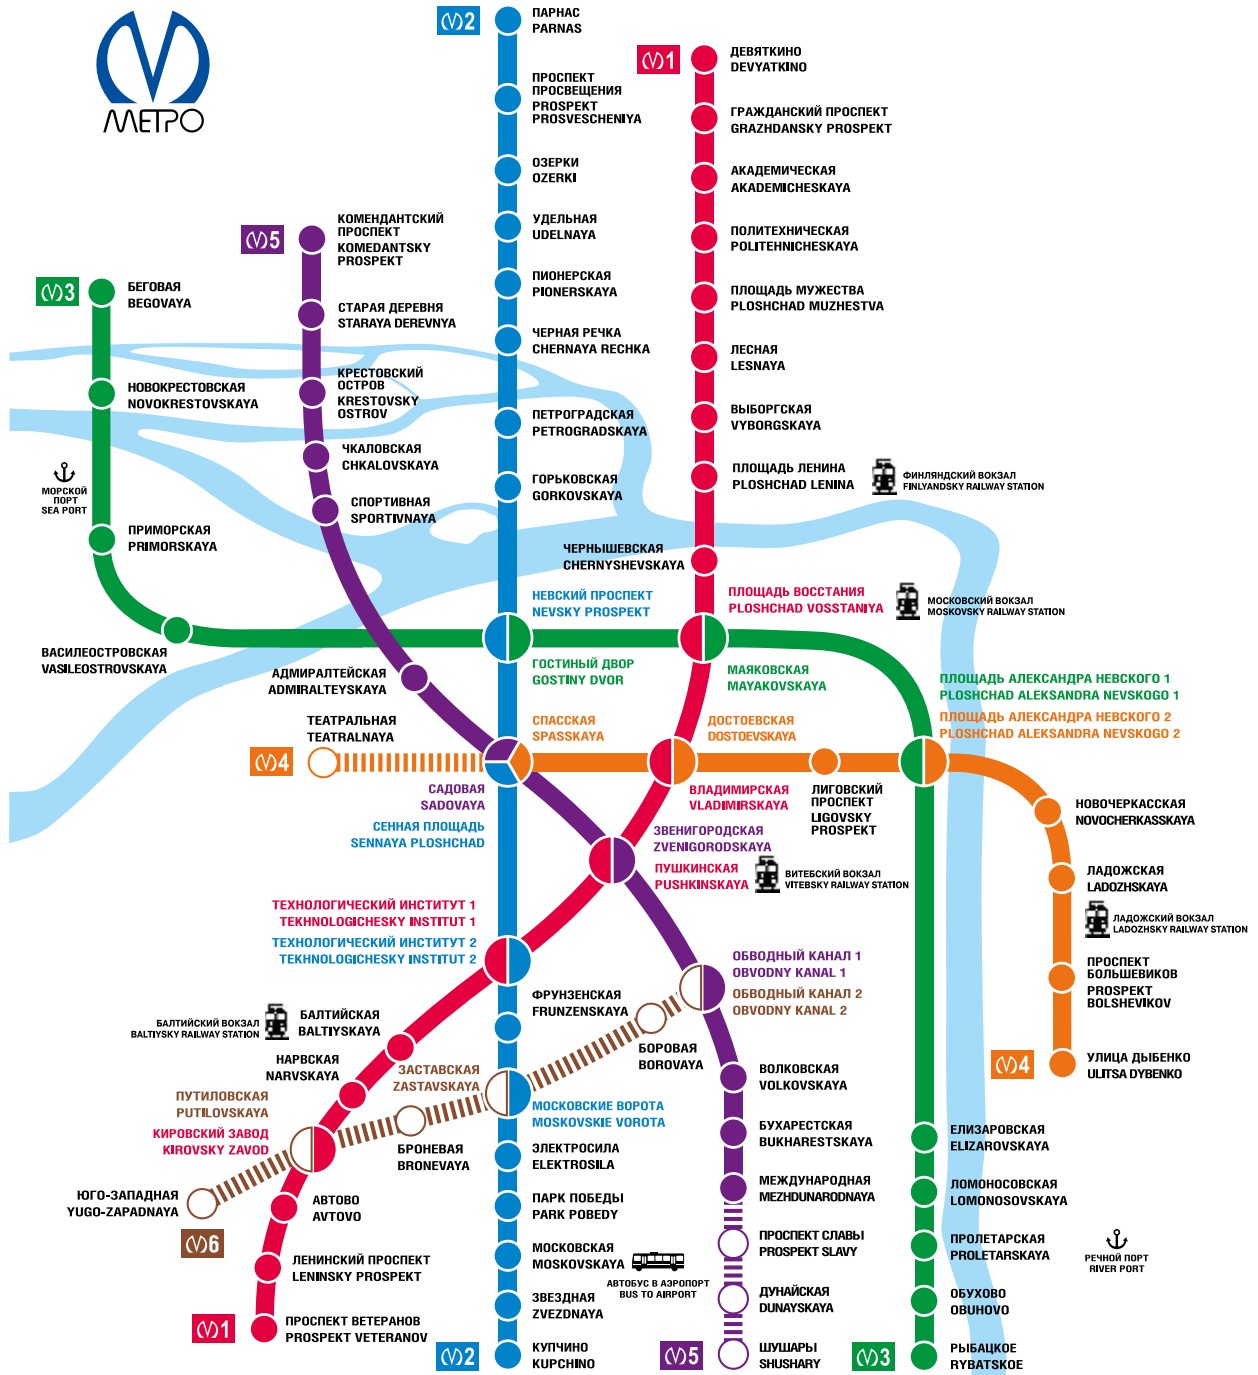 МЕТРО
2
ПАРНАС
PARNAS
ПРОСПЕКТ
ПРОСВЕЩЕНИЯ
PROSPEKT
PROSVESCHENIYA
ОЗЕРКИ
OZERKI
УДЕЛЬНАЯ
UDELNAYA
ПИОНЕРСКАЯ
PIONERSKAYA
ЧЕРНАЯ РЕЧКА
CHERNAYA RECHKA
ПЕТРОГРАДСКАЯ
PETROGRADSKAYA
ГОРЬКОВСКАЯ
GORKOVSKAYA
1
ДЕВЯТКИНО
DEVYATKINO
ГРАЖДАНСКИЙ ПРОСПЕКТ
GRAZHDANSKY PROSPEKT
АКАДЕМИЧЕСКАЯ
AKADEMICHESKAYA
ПОЛИТЕХНИЧЕСКАЯ
POLITEHNICHESKAYA
ПЛОЩАДЬ МУЖЕСТВА
PLOSHCHAD MUZHESTVA
ЛЕСНАЯ
LESNAYA
ВЫБОРГСКАЯ
VYBORGSKAYA
ПЛОЩАДЬ ЛЕНИНА
PLOSHCHAD LENINA
ФИНЛЯНДСКИЙ ВОКЗАЛ
FINLYANDSKY RAILWAY STATION
ЧЕРНЫШЕВСКАЯ
CHERNYSHEVSKAYA
5
КОМЕНДАНТСКИЙ
ПРОСПЕКТ
KOMEDANTSKY
PROSPEKT
СТАРАЯ ДЕРЕВНЯ
STARAYA DEREVNYA
КРЕСТОВСКИЙ
ОСТРОВ
KRESTOVSKY
OSTROV
ЧКАЛОВСКАЯ
CHKALOVSKAYA
СПОРТИВНАЯ
SPORTIVNAYA
3
БЕГОВАЯ
BEGOVAYA
НОВОКРЕСТОВСКАЯ
NOVOKRESTOVSKAYA
МОРСКОЙ
ПОРТ
SEA PORT
ПРИМОРСКАЯ
PRIMORSKAYA
ВАСИЛЕОСТРОВСКАЯ
VASILEOSTROVSKAYA
НЕВСКИЙ ПРОСПЕКТ
NEVSKY PROSPEKT
ГОСТИНЫЙ ДВОР
GOSTINY DVOR
ПЛОЩАДЬ ВОССТАНИЯ
PLOSHCHAD VOSSTANIYA
МОСКОВСКИЙ ВОКЗАЛ
MOSKOVSKY RAILWAY STATION
МАЯКОВСКАЯ
MAYAKOVSKAYA
ПЛОЩАДЬ АЛЕКСАНДРА НЕВСКОГО 1
PLOSHCHAD ALEKSANDRA NEVSKOGO 1
ПЛОЩАДЬ АЛЕКСАНДРА НЕВСКОГО 2
PLOSHCHAD ALEKSANDRA NEVSKOGO 2
АДМИРАЛТЕЙСКАЯ
ADMIRALTEYSKAYA
ТЕАТРАЛЬНАЯ
TEATRALNAYA
4
СПАССКАЯ
SPASSKAYA
САДОВАЯ
SADOVAYA
СЕННАЯ ПЛОЩАДЬ
SENNAYA PLOSHCHAD
ДОСТОЕВСКАЯ
DOSTOEVSKAYA
ВЛАДИМИРСКАЯ
VLADIMIRSKAYA
ЛИГОВСКИЙ
ПРОСПЕКТ
LIGOVSKY
PROSPEKT
НОВОЧЕРКАССКАЯ
NOVOCHERKASSKAYA
ЛАДОЖСКАЯ
LADOZHSKAYA
ЛАДОЖСКИЙ ВОКЗАЛ
LADOZHSKY RAILWAY STATION
ПРОСПЕКТ
БОЛЬШЕВИКОВ
PROSPEKT
BOLSHEVIKOV
4
УЛИЦА ДЫБЕНКО
ULITSA DYBENKO
ЗВЕНИГОРОДСКАЯ
ZVENIGORODSKAYA
ПУШКИНСКАЯ
PUSHKINSKAYA
ВИТЕБСКИЙ ВОКЗАЛ
VITEBSKY RAILWAY STATION
ТЕХНОЛОГИЧЕСКИЙ ИНСТИТУТ 1
TEKHNOLOGICHESKY INSTITUT 1
ТЕХНОЛОГИЧЕСКИЙ ИНСТИТУТ 2
TEKHNOLOGICHESKY INSTITUT 2
ОБВОДНЫЙ КАНАЛ 1
OBVODNY KANAL 1
ОБВОДНЫЙ КАНАЛ 2
OBVODNY KANAL 2
ФРУНЗЕНСКАЯ
FRUNZENSKAYA
БОРОВАЯ
BOROVAYA
БАЛТИЙСКИЙ ВОКЗАЛ
BALTIYSKY RAILWAY STATION
БАЛТИЙСКАЯ
BALTIYSKAYA
НАРВСКАЯ
NARVSKAYA
ЗАСТАВСКАЯ
ZASTAVSKAYA
МОСКОВСКИЕ ВОРОТА
MOSKOVSKIE VOROTA
ПУТИЛОВСКАЯ
PUTILOVSKAYA
КИРОВСКИЙ ЗАВОД
KIROVSKY ZAVOD
БРОНЕВАЯ
BRONEVAYA
ЮГО-ЗАПАДНАЯ
YUGO-ZAPADNAYA
6
АВТОВО
AVTOVO
ЛЕНИНСКИЙ ПРОСПЕКТ
LENINSKY PROSPEKT
1
ПРОСПЕКТ ВЕТЕРАНОВ
PROSPEKT VETERANOV
ЭЛЕКТРОСИЛА
ELEKTROSILA
ПАРК ПОБЕДЫ
PARK POBEDY
МОСКОВСКАЯ
MOSKOVSKAYA
АВТОБУС В АЭРОПОРТ
BUS TO AIRPORT
ЗВЕЗДНАЯ
ZVEZDNAYA
2
КУПЧИНО
KUPCHINO
ВОЛКОВСКАЯ
VOLKOVSKAYA
БУХАРЕСТСКАЯ
BUKHARESTSKAYA
МЕЖДУНАРОДНАЯ
MEZHDUNARODNAYA
ПРОСПЕКТ СЛАВЫ
PROSPEKT SLAVY
ДУНАЙСКАЯ
DUNAYSKAYA
5
ШУШАРЫ
SHUSHARY
ЕЛИЗАРОВСКАЯ
ELIZAROVSKAYA
ЛОМОНОСОВСКАЯ
LOMONOSOVSKAYA
ПРОЛЕТАРСКАЯ
PROLETARSKAYA
РЕЧНОЙ ПОРТ
RIVER PORT
ОБУХОВО
OBUHOVO
3
РЫБАЦКОЕ
RYBATSKOE